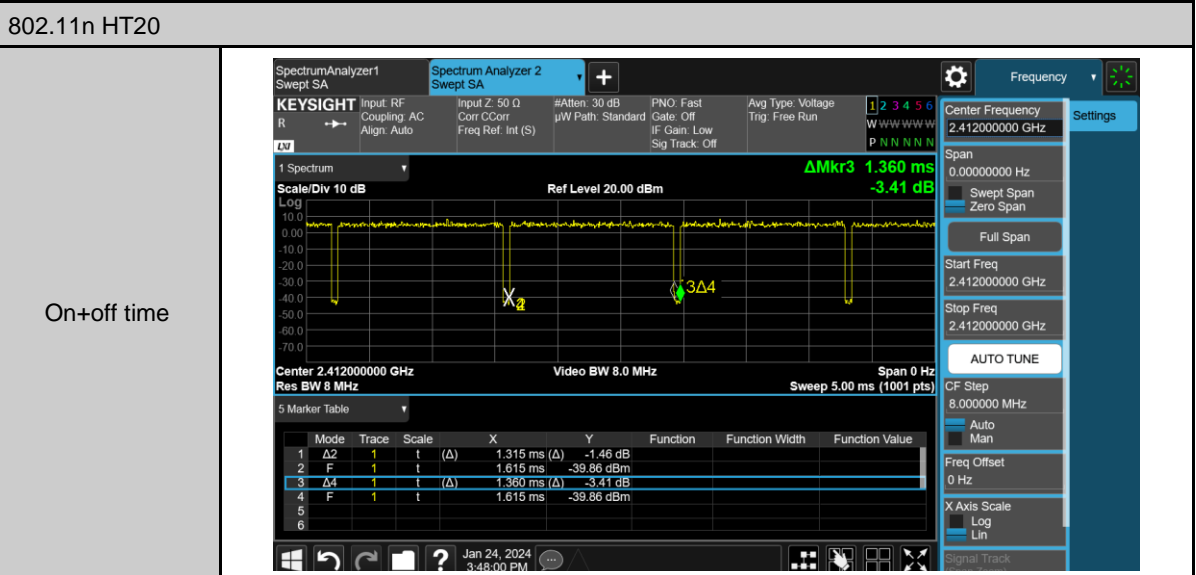 802.11n HT20
On+off time
SpectrumAnalyzer1
Swept SA
Spectrum Analyzer 2
Swept SA
+
Frequency
KEYSIGHT
R
LXI
Input: RF
Coupling: AC
Align: Auto
Input Z: 50 Ω
Corr CCorr
Freq Ref: Int (S)
#Atten: 30 dB
µW Path: Standard
PNO: Fast
Gate: Off
IF Gain: Low
Sig Track: Off
Avg Type: Voltage
Trig: Free Run
1 2 3 4 5 6
W W W W W W
P N N N N N
1 Spectrum
ΔMkr3 1.360 ms
-3.41 dB
Scale/Div 10 dB
Ref Level 20.00 dBm
Log
10.0
0.00
-10.0
-20.0
-30.0
-40.0
-50.0
-60.0
-70.0
X
3Δ4
Center 2.412000000 GHz
Video BW 8.0 MHz
Span 0 Hz
Res BW 8 MHz
Sweep 5.00 ms (1001 pts)
5 Marker Table
Mode Trace Scale X Y Function Function Width Function Value
1 Δ2 1 t (Δ) 1.315 ms (Δ) -1.46 dB
2 F 1 t 1.615 ms -39.86 dBm
3 Δ4 1 t (Δ) 1.360 ms (Δ) -3.41 dB
4 F 1 t 1.615 ms -39.86 dBm
5
6
?
Jan 24, 2024
3:48:00 PM
Center Frequency
2.412000000 GHz
Span
0.00000000 Hz
Swept Span
Zero Span
Full Span
Start Freq
2.412000000 GHz
Stop Freq
2.412000000 GHz
AUTO TUNE
CF Step
8.000000 MHz
Auto
Man
Freq Offset
0 Hz
X Axis Scale
Log
Lin
Signal Track
Settings